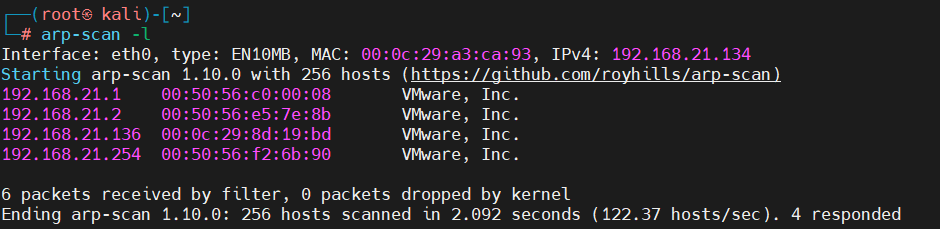 ┌──(root㉿ kali)-[~]
└─# arp-scan -l
Interface: eth0, type: EN10MB, MAC: 00:0c:29:a3:ca:93, IPv4: 192.168.21.134
Starting arp-scan 1.10.0 with 256 hosts (https://github.com/royhills/arp-scan)
192.168.21.1    00:50:56:c0:00:08       VMware, Inc.
192.168.21.2    00:50:56:e5:7e:8b       VMware, Inc.
192.168.21.136  00:0c:29:8d:19:bd       VMware, Inc.
192.168.21.254  00:50:56:f2:6b:90       VMware, Inc.
6 packets received by filter, 0 packets dropped by kernel
Ending arp-scan 1.10.0: 256 hosts scanned in 2.092 seconds (122.37 hosts/sec). 4 responded